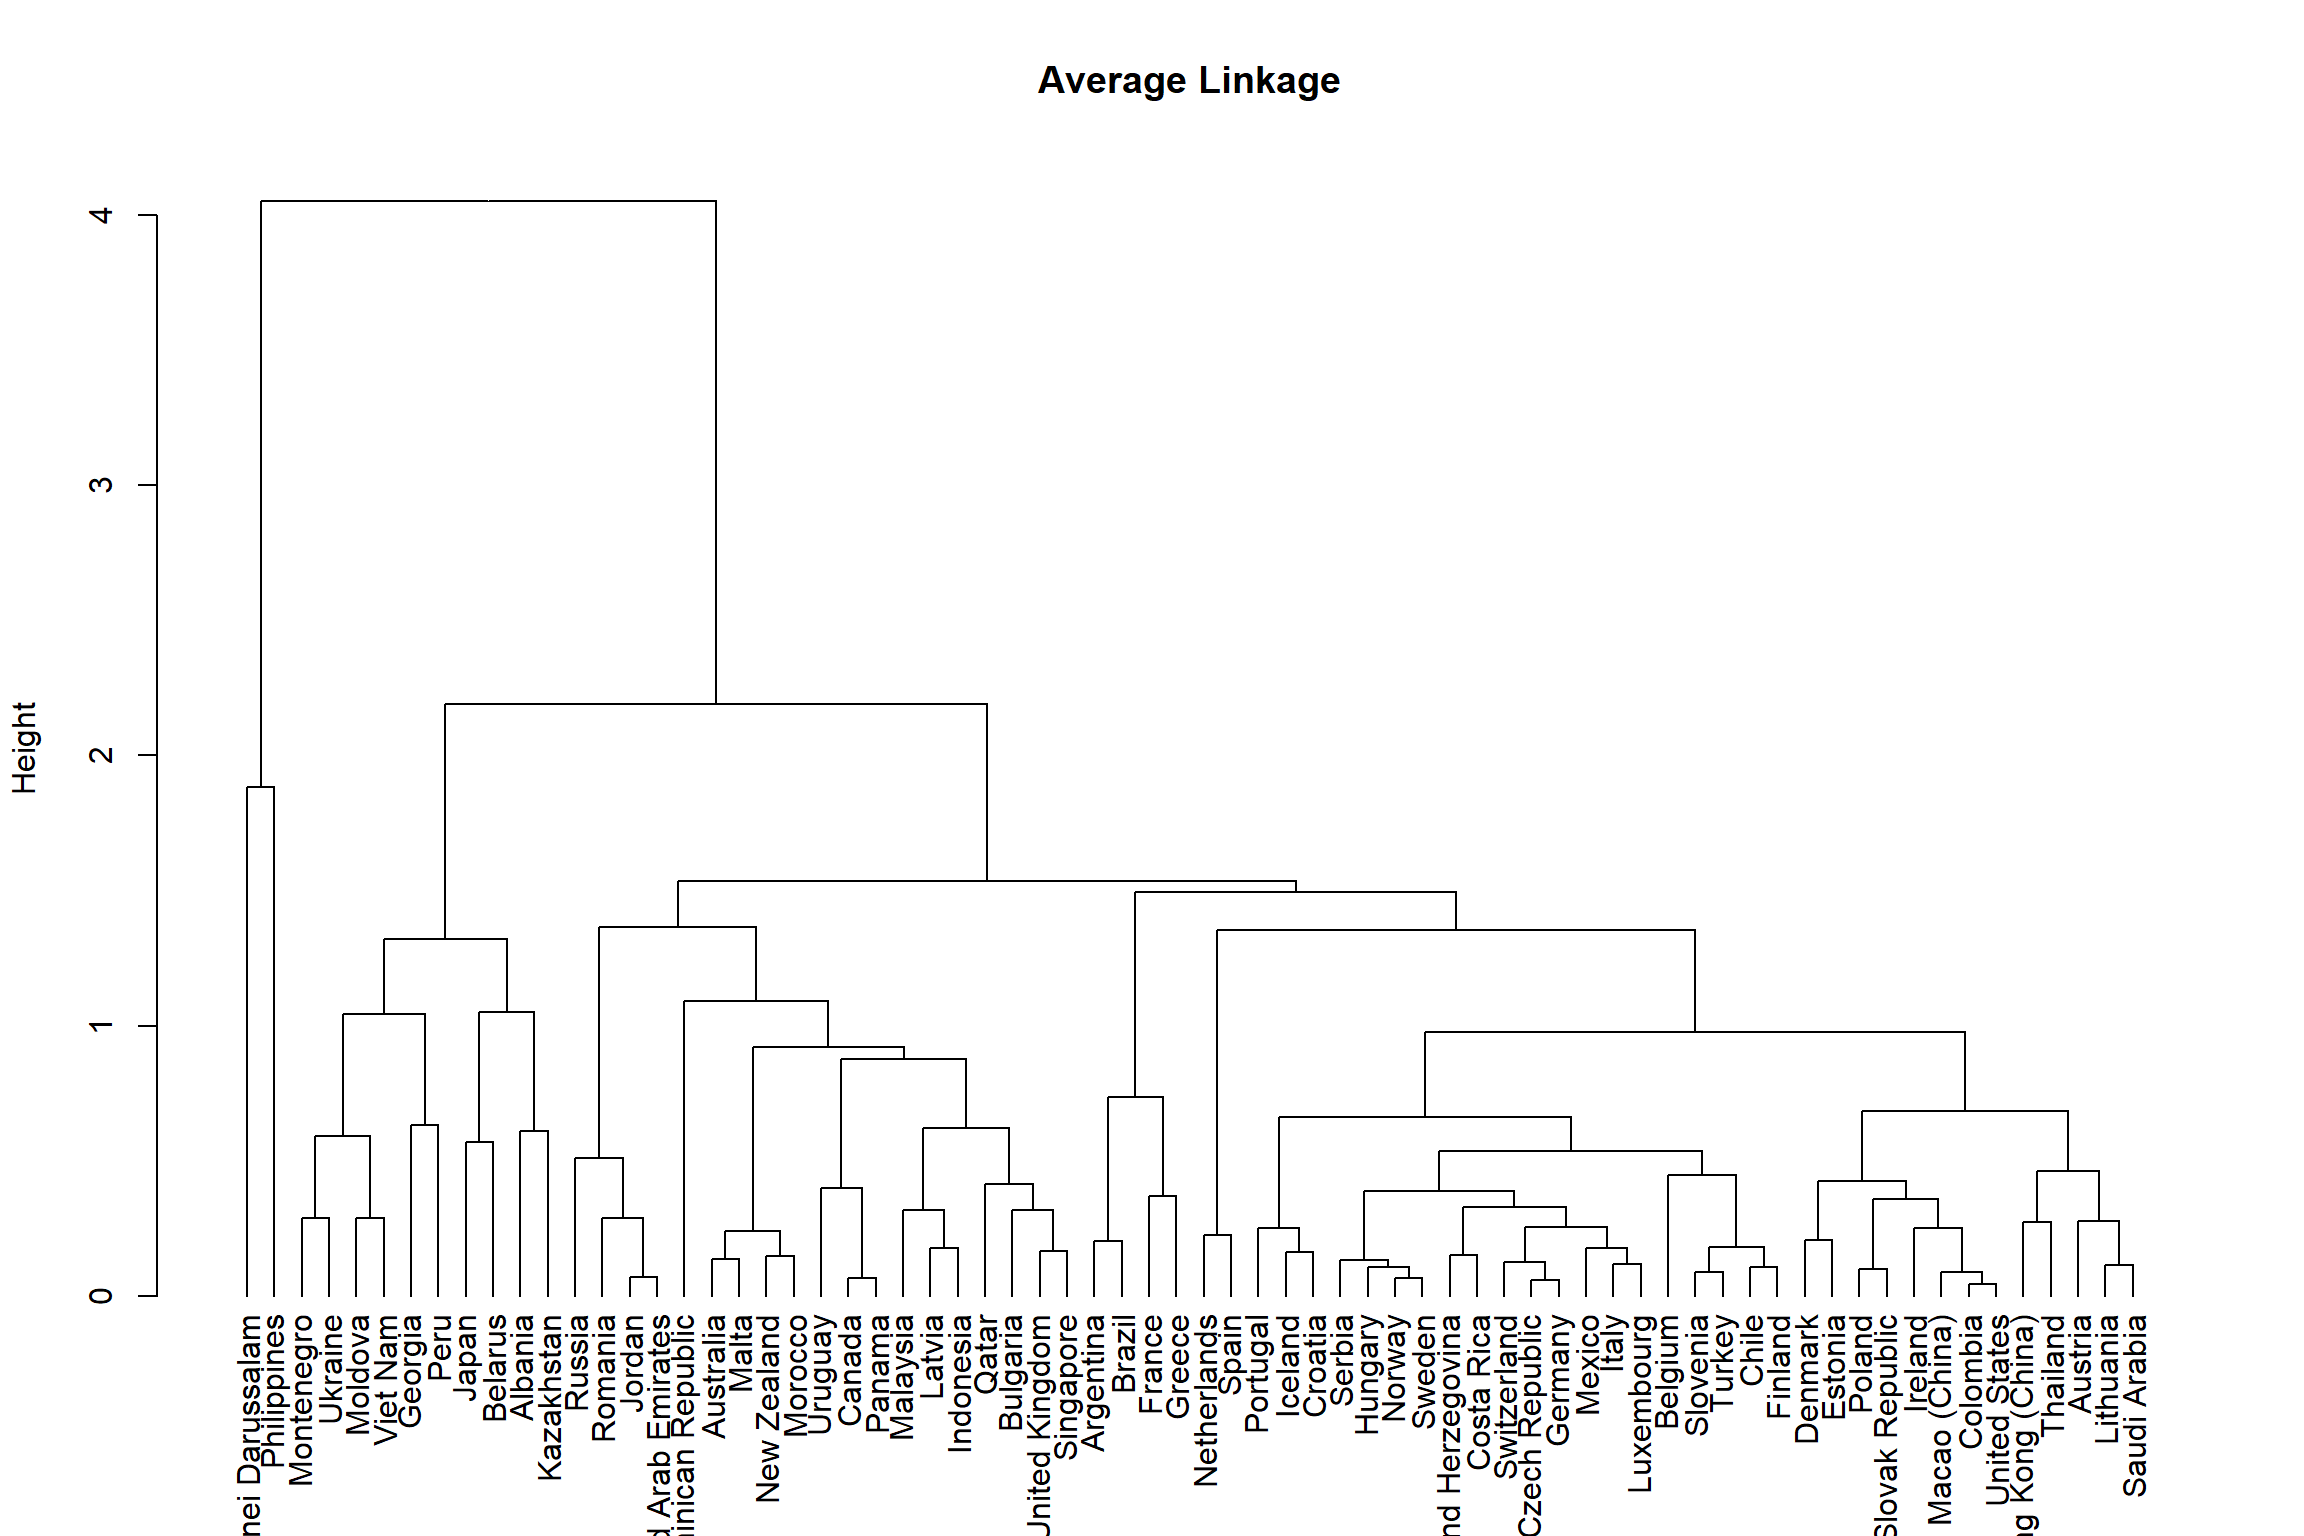 Average Linkage
Height
4
3
2
1
0
nei Darussalam
Philippines
Montenegro
Ukraine
Moldova
Viet Nam
Georgia
Peru
Japan
Belarus
Albania
Kazakhstan
Russia
Romania
Jordan
d Arab Emirates
inican Republic
Australia
Malta
New Zealand
Morocco
Uruguay
Canada
Panama
Malaysia
Latvia
Indonesia
Qatar
Bulgaria
United Kingdom
Singapore
Argentina
Brazil
France
Greece
Netherlands
Spain
Portugal
Iceland
Croatia
Serbia
Hungary
Norway
Sweden
nd Herzegovina
Costa Rica
Switzerland
Czech Republic
Germany
Mexico
Italy
Luxembourg
Belgium
Slovenia
Turkey
Chile
Finland
Denmark
Estonia
Poland
Slovak Republic
Ireland
Macao (China)
Colombia
United States
ng Kong (China)
Thailand
Austria
Lithuania
Saudi Arabia